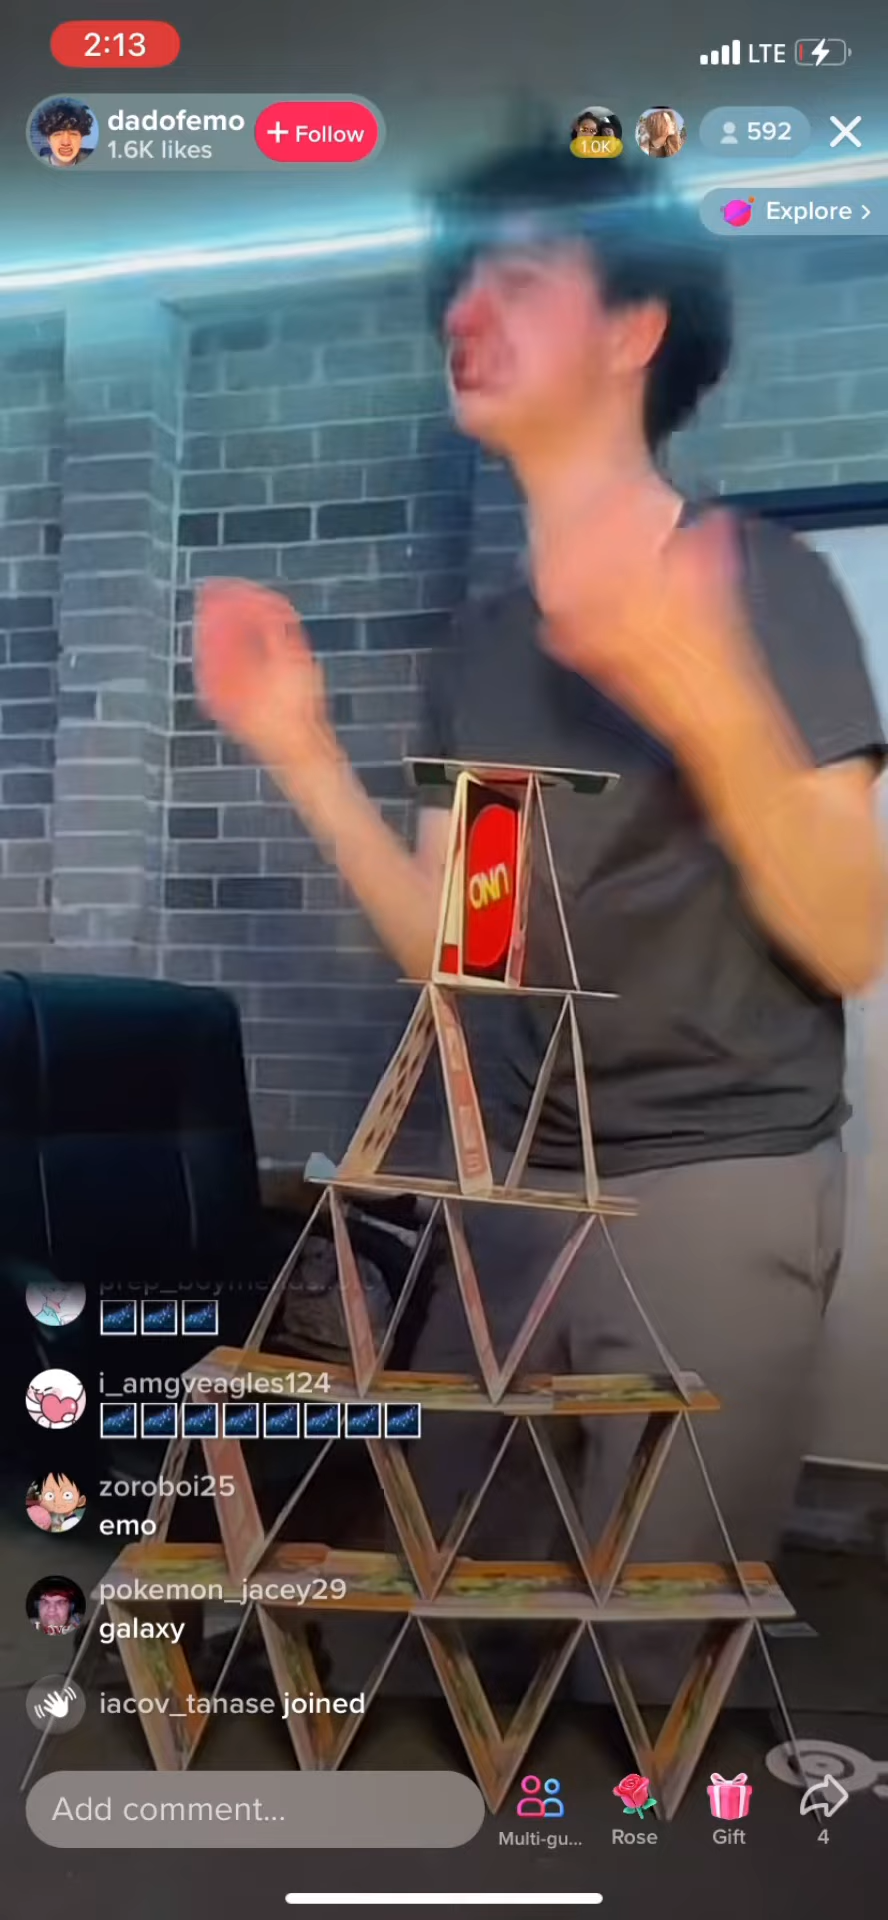 2:13
LTE
dadofemo
1.6K likes
+ Follow
1.0K
592
Explore >
UNO
i_amgveagles124
zoroboi25
emo
pokemon_jacey29
galaxy
iacov_tanase joined
Add comment...
Multi-gu...
Rose
Gift
4